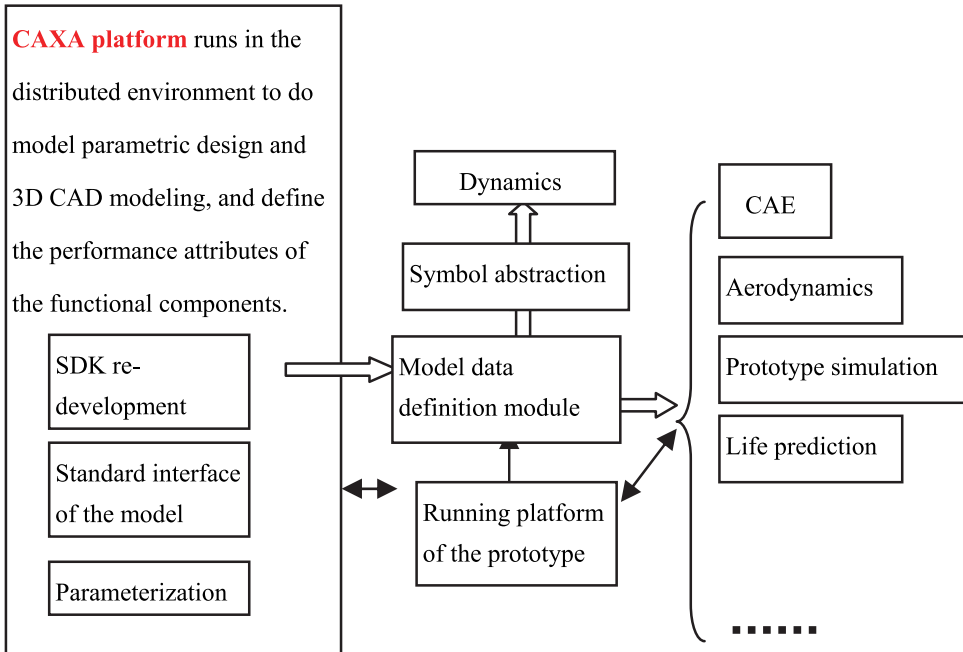 CAXA platform runs in the
distributed environment to do
model parametric design and
3D CAD modeling, and define
the performance attributes of
the functional components.
SDK re-
development
Standard interface
of the model
Parameterization
Dynamics
Symbol abstraction
Model data
definition module
Running platform
of the prototype
CAE
Aerodynamics
Prototype simulation
Life prediction
......